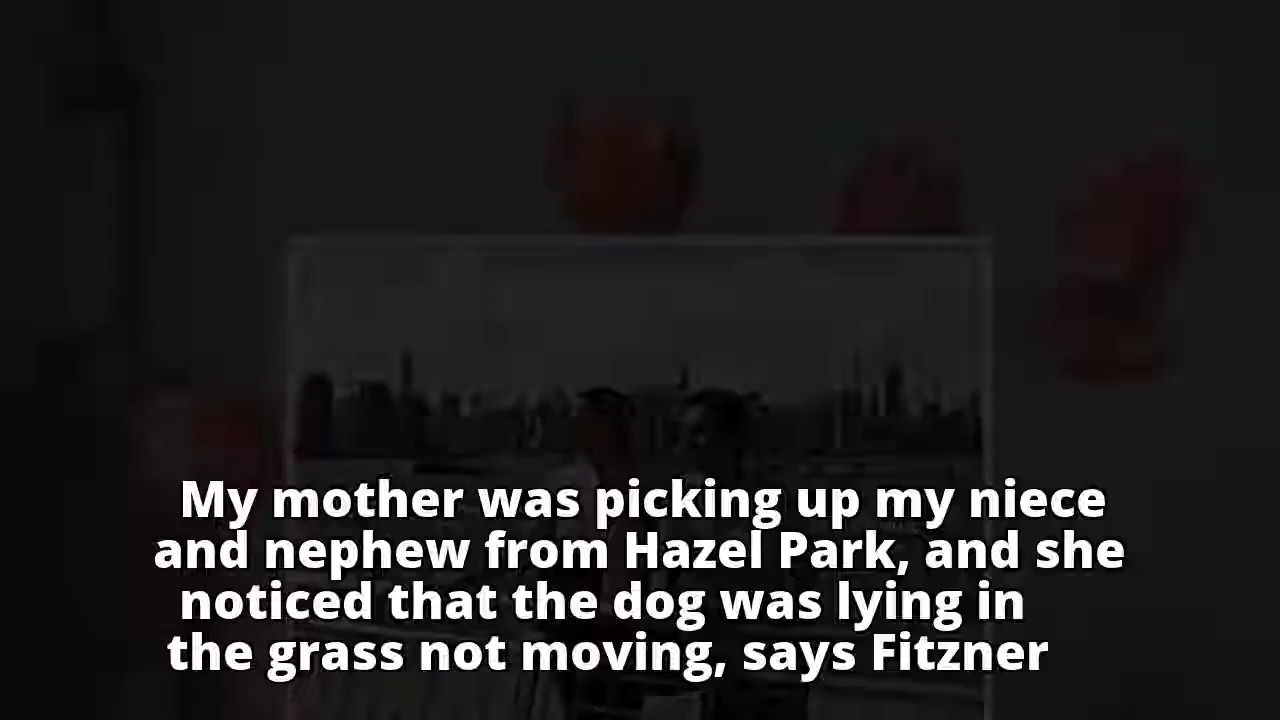 My mother was picking up my niece
and nephew from Hazel Park, and she
noticed that the dog was lying in
the grass not moving, says Fitzner